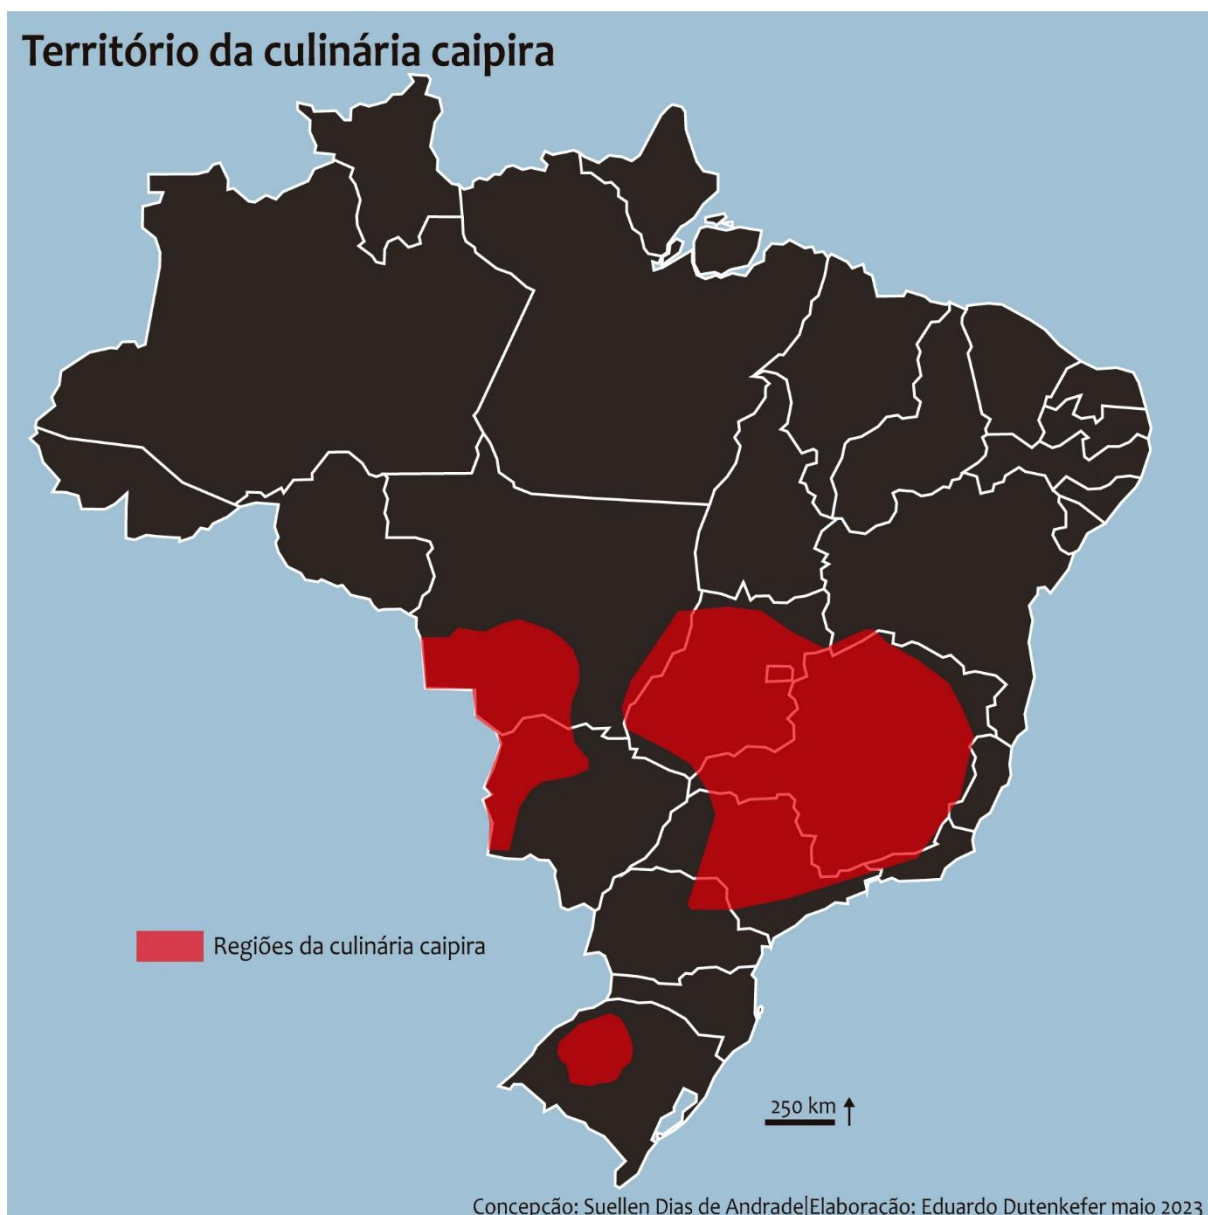 Território da culinária caipira
Regiões da culinária caipira
250 km
Concepção: Suellen Dias de Andrade|Elaboração: Eduardo Dutenkefer maio 2023